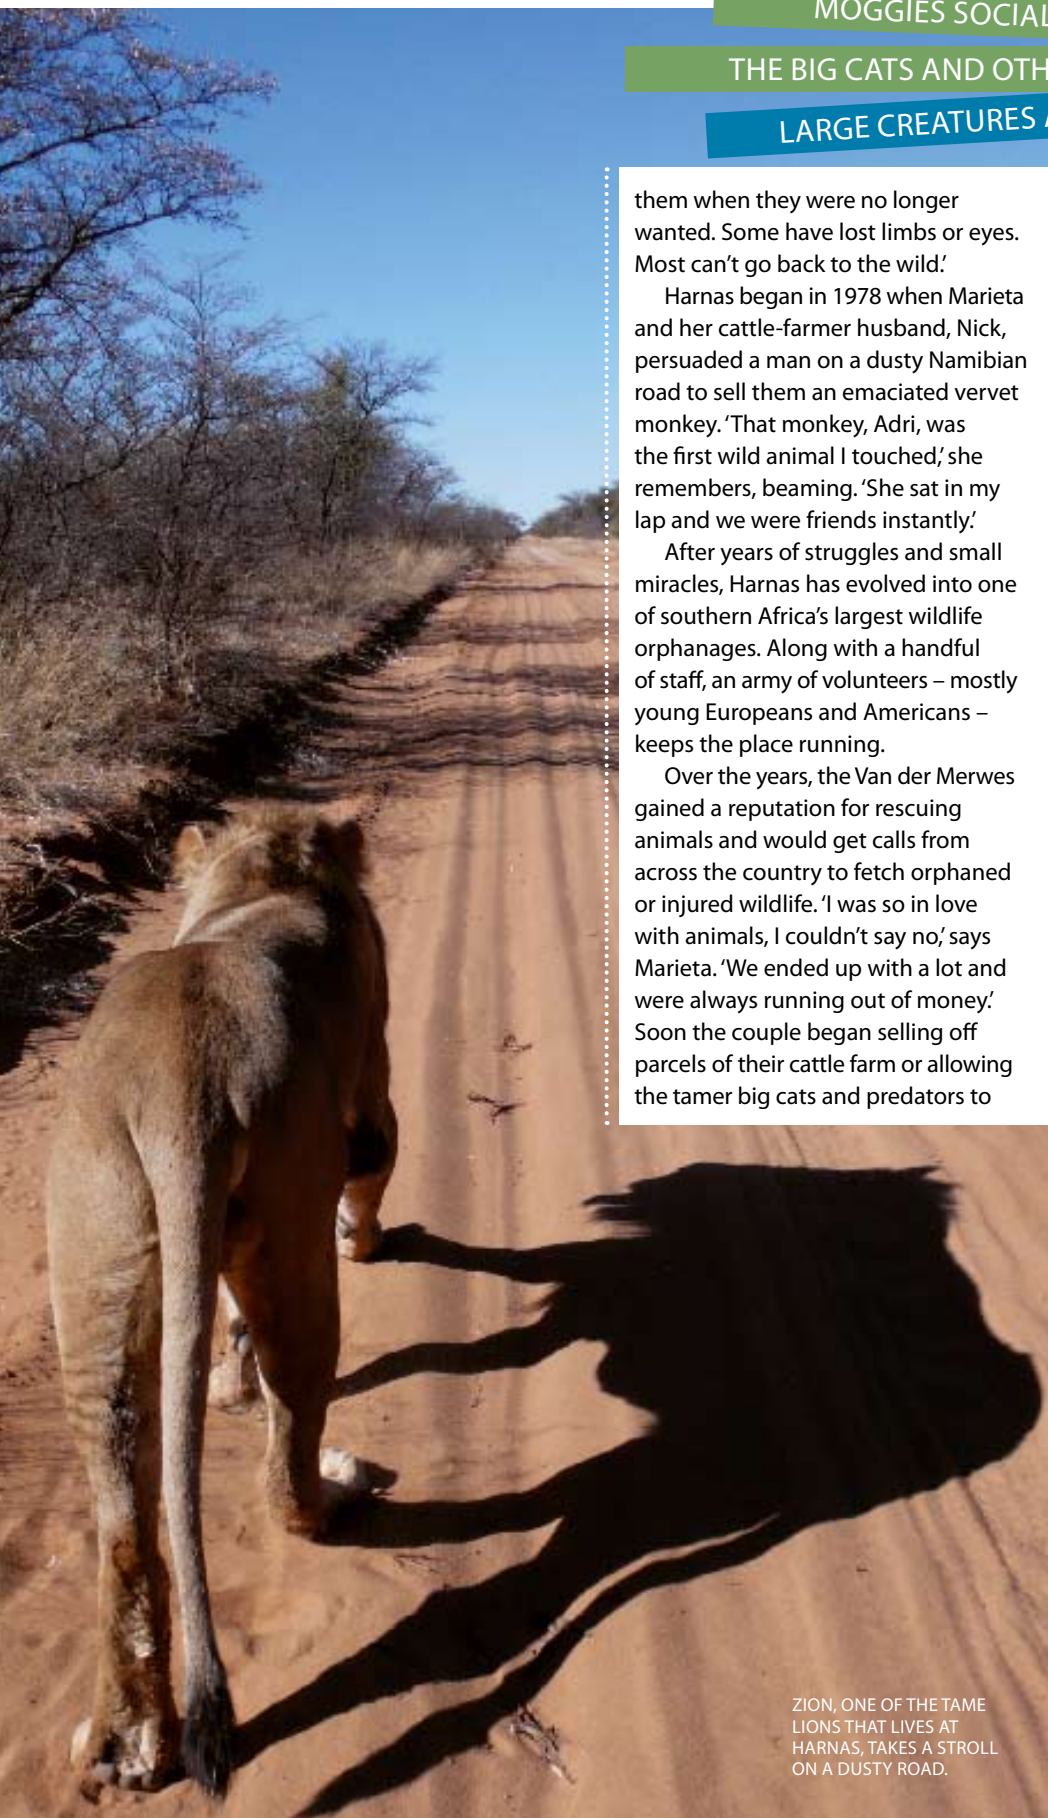 MOGGIES SOCIAL
THE BIG CATS AND OTH
LARGE CREATURES
them when they were no longer
wanted. Some have lost limbs or eyes.
Most can’t go back to the wild.’
Harnas began in 1978 when Marieta
and her cattle-farmer husband, Nick,
persuaded a man on a dusty Namibian
road to sell them an emaciated vervet
monkey. ‘That monkey, Adri, was
the first wild animal I touched,’ she
remembers, beaming. ‘She sat in my
lap and we were friends instantly.’
After years of struggles and small
miracles, Harnas has evolved into one
of southern Africa’s largest wildlife
orphanages. Along with a handful
of staff, an army of volunteers – mostly
young Europeans and Americans –
keeps the place running.
Over the years, the Van der Merwes
gained a reputation for rescuing
animals and would get calls from
across the country to fetch orphaned
or injured wildlife. ‘I was so in love
with animals, I couldn’t say no,’ says
Marieta. ‘We ended up with a lot and
were always running out of money.’
Soon the couple began selling off
parcels of their cattle farm or allowing
the tamer big cats and predators to
ZION, ONE OF THE TAME
LIONS THAT LIVES AT
HARNAS, TAKES A STROLL
ON A DUSTY ROAD.